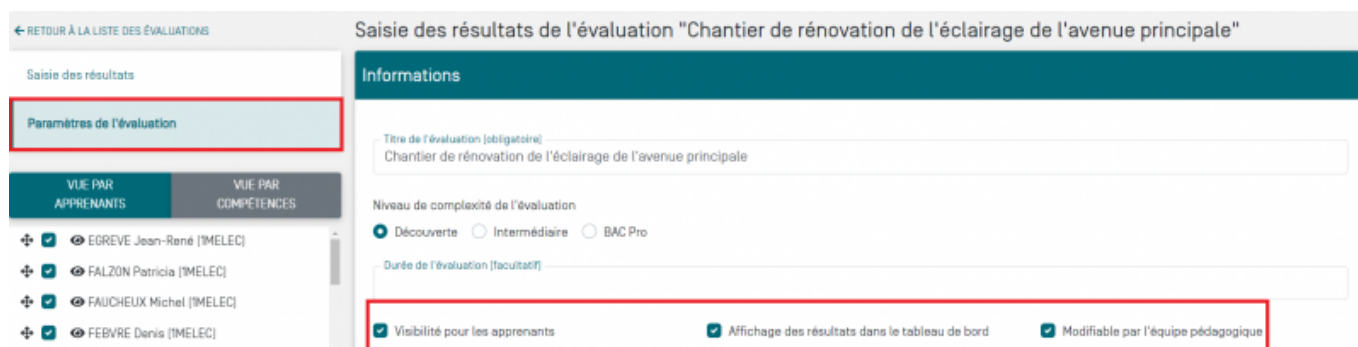 ← RETOUR À LA LISTE DES ÉVALUATIONS
Saisie des résultats de l'évaluation "Chantier de rénovation de l'éclairage de l'avenue principale"
Saisie des résultats
Paramètres de l'évaluation
VUE PAR APPRENANTS
VUE PAR COMPÉTENCES
EGREVE Jean-René [1MELEC]
FALZON Patricia [1MELEC]
FAUCHEUX Michel [1MELEC]
FEBVRE Denis [1MELEC]
Informations
Titre de l'évaluation [obligatoire]
Chantier de rénovation de l'éclairage de l'avenue principale
Niveau de complexité de l'évaluation
Découverte Intermédiaire BAC Pro
Durée de l'évaluation [facultatif]
Visibilité pour les apprenants Affichage des résultats dans le tableau de bord Modifiable par l'équipe pédagogique